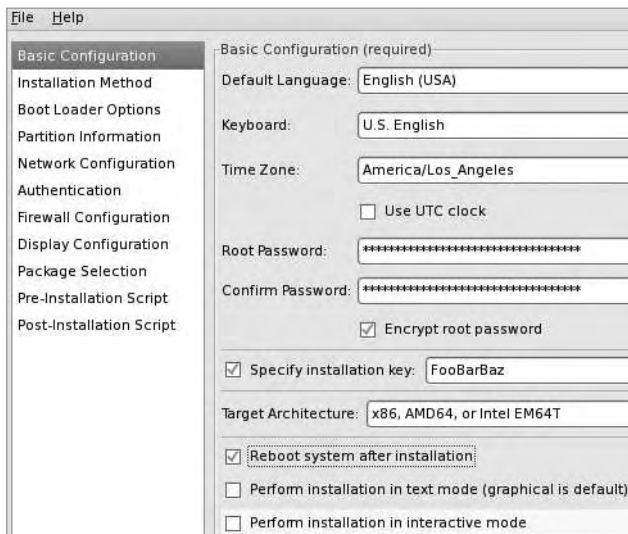 File Help
Basic Configuration
Installation Method
Boot Loader Options
Partition Information
Network Configuration
Authentication
Firewall Configuration
Display Configuration
Package Selection
Pre-Installation Script
Post-Installation Script
Basic Configuration (required)
Default Language: English (USA)
Keyboard: U.S. English
Time Zone: America/Los_Angeles
Use UTC clock
Root Password: **********************************
Confirm Password: **********************************
Encrypt root password
Specify installation key: FooBarBaz
Target Architecture: x86, AMD64, or Intel EM64T
Reboot system after installation
Perform installation in text mode (graphical is default)
Perform installation in interactive mode